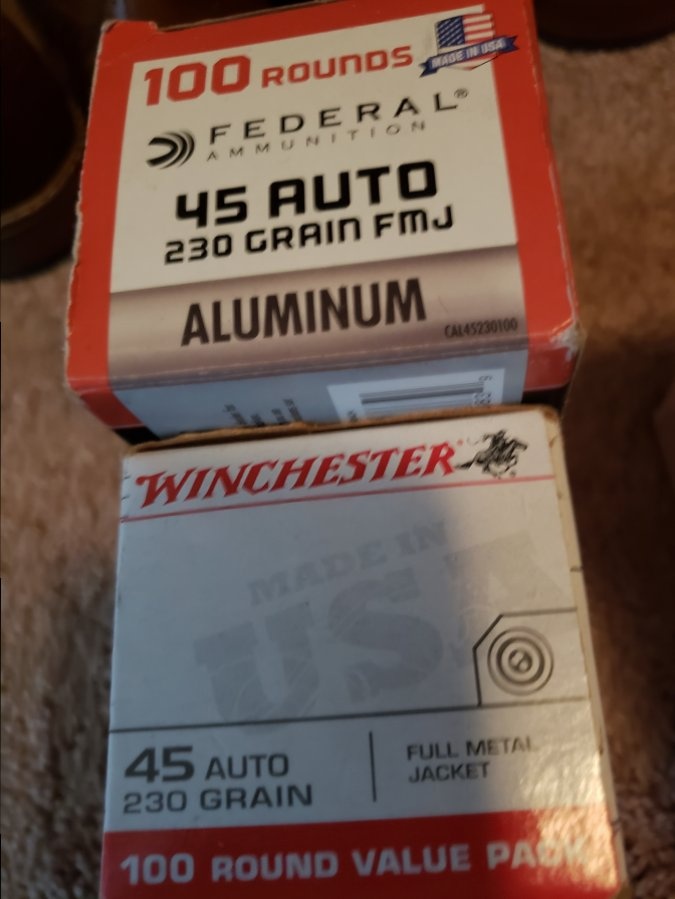 100 ROUNDS
MADE IN USA
FEDERAL®
AMMUNITION
45 AUTO
230 GRAIN FMJ
ALUMINUM
CAL45230100
WINCHESTER
MADE IN
USA
45 AUTO
230 GRAIN
FULL METAL
JACKET
100 ROUND VALUE PACK